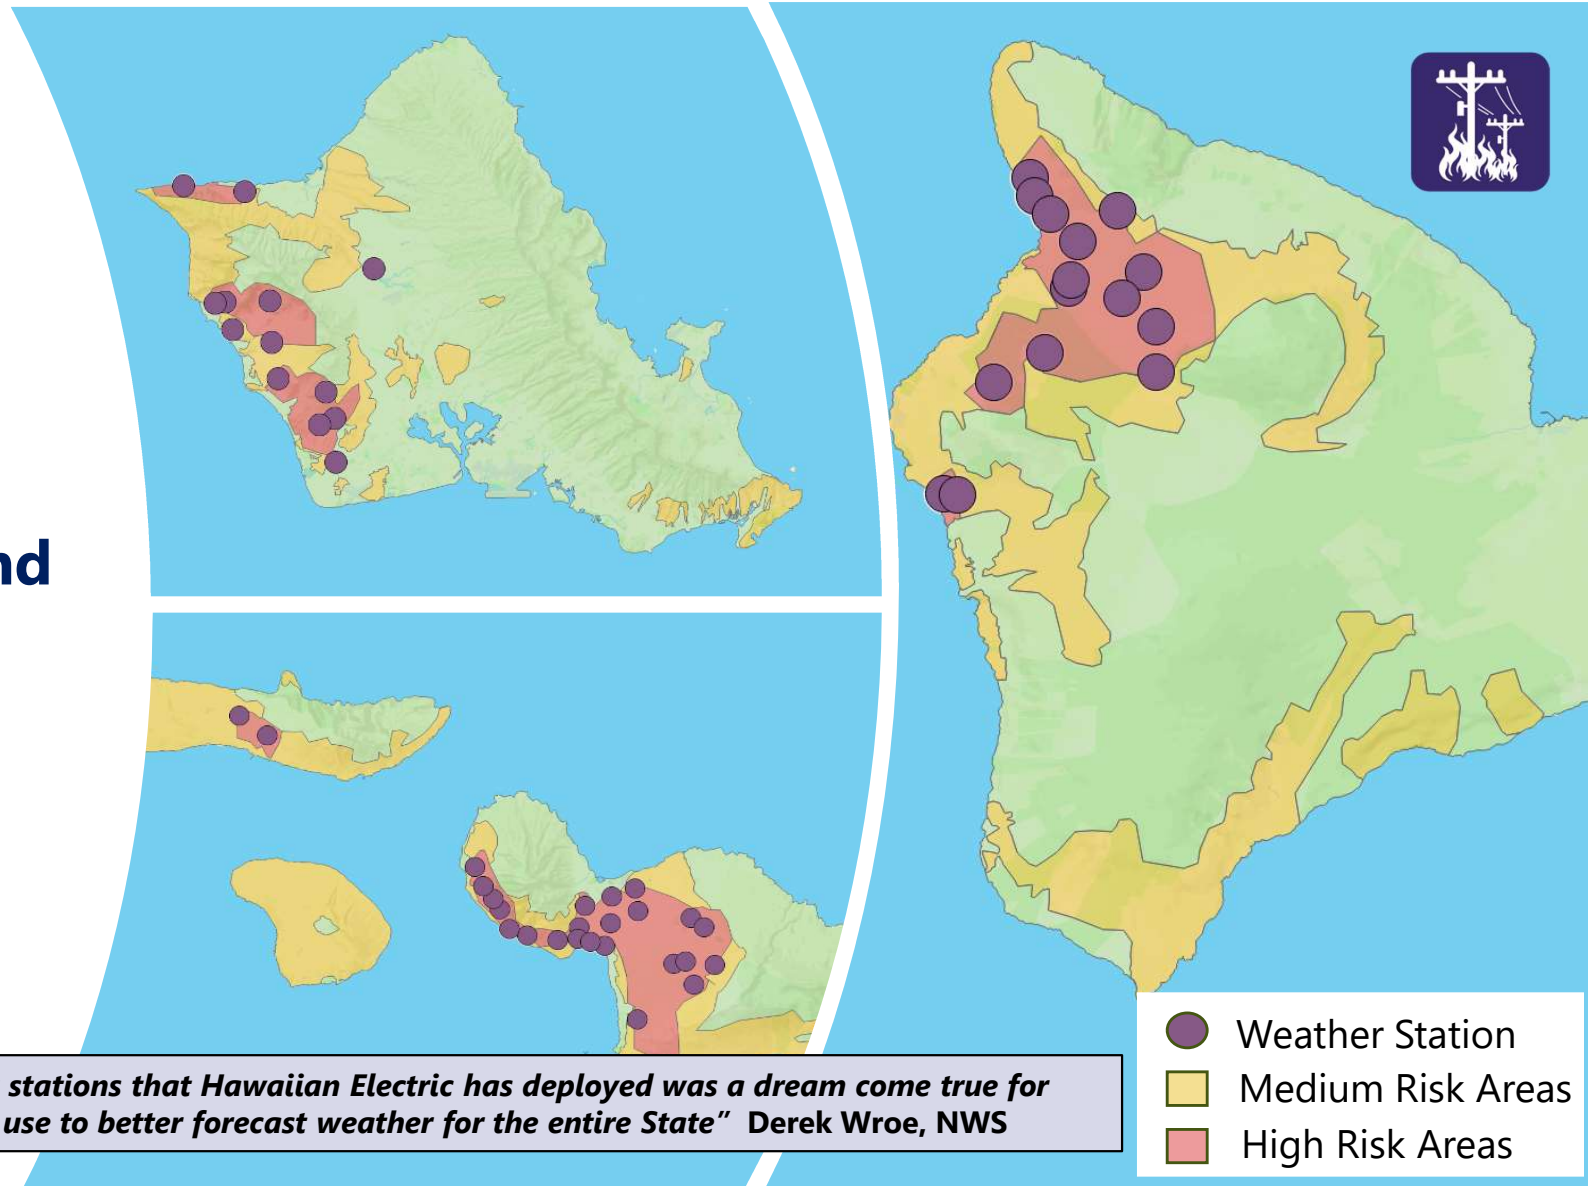 nd
stations that Hawaiian Electric has deployed was a dream come true for
use to better forecast weather for the entire State” Derek Wroe, NWS
Weather Station
Medium Risk Areas
High Risk Areas